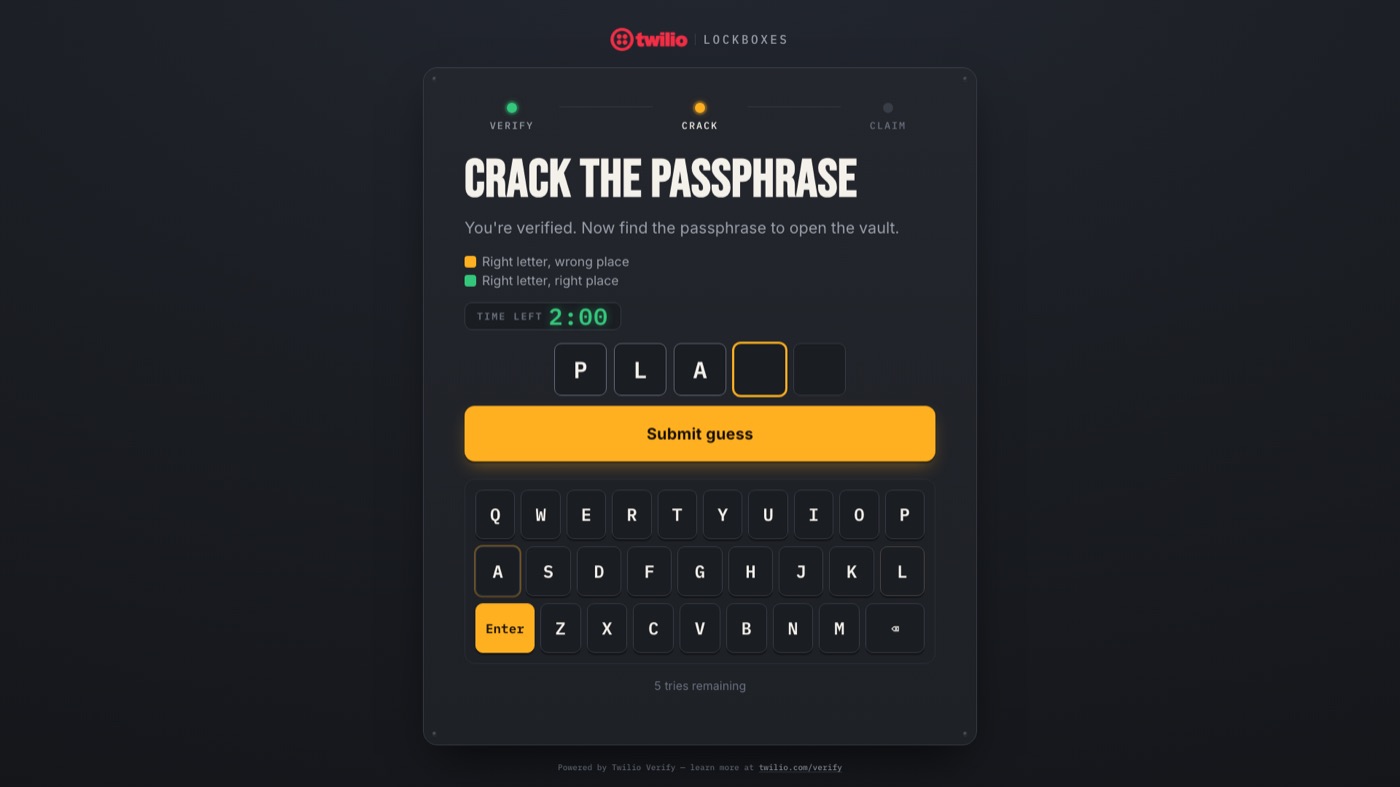 twilio LOCKBOXES
VERIFY CRACK CLAIM
CRACK THE PASSPHRASE
You're verified. Now find the passphrase to open the vault.
Right letter, wrong place
Right letter, right place
TIME LEFT 2:00
P L A
Submit guess
Q W E R T Y U I O P
A S D F G H J K L
Enter Z X C V B N M ⌫
5 tries remaining
Powered by Twilio Verify — learn more at twilio.com/verify